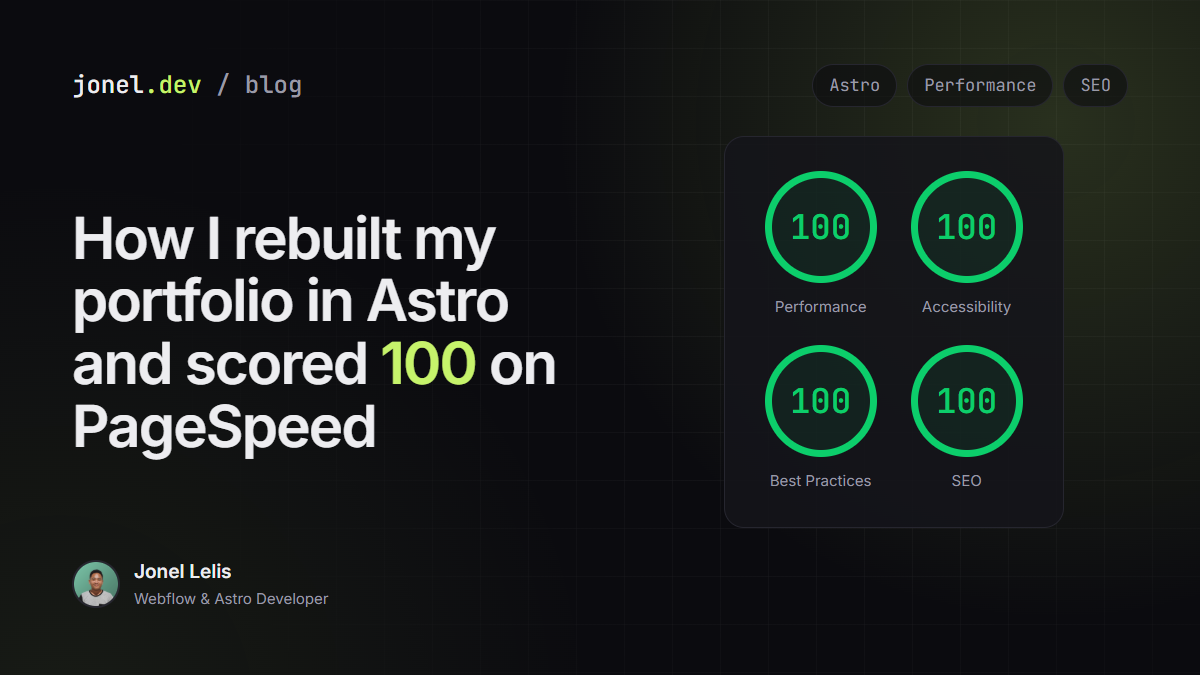 jonel.dev / blog
Astro
Performance
SEO
How I rebuilt my
portfolio in Astro
and scored 100 on
PageSpeed
100
100
Performance
Accessibility
100
100
Best Practices
SEO
Jonel Lelis
Webflow & Astro Developer